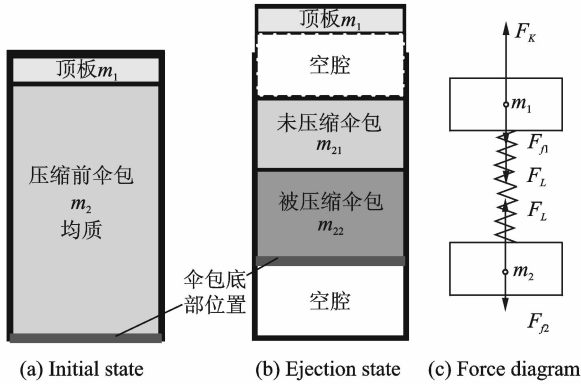 顶板m1
压缩前伞包
m2
均质
伞包底
部位置
(a) Initial state
顶板m1
空腔
未压缩伞包
m21
被压缩伞包
m22
空腔
(b) Ejection state
FK
m1
Ff1
FL
FL
m2
Ff2
(c) Force diagram